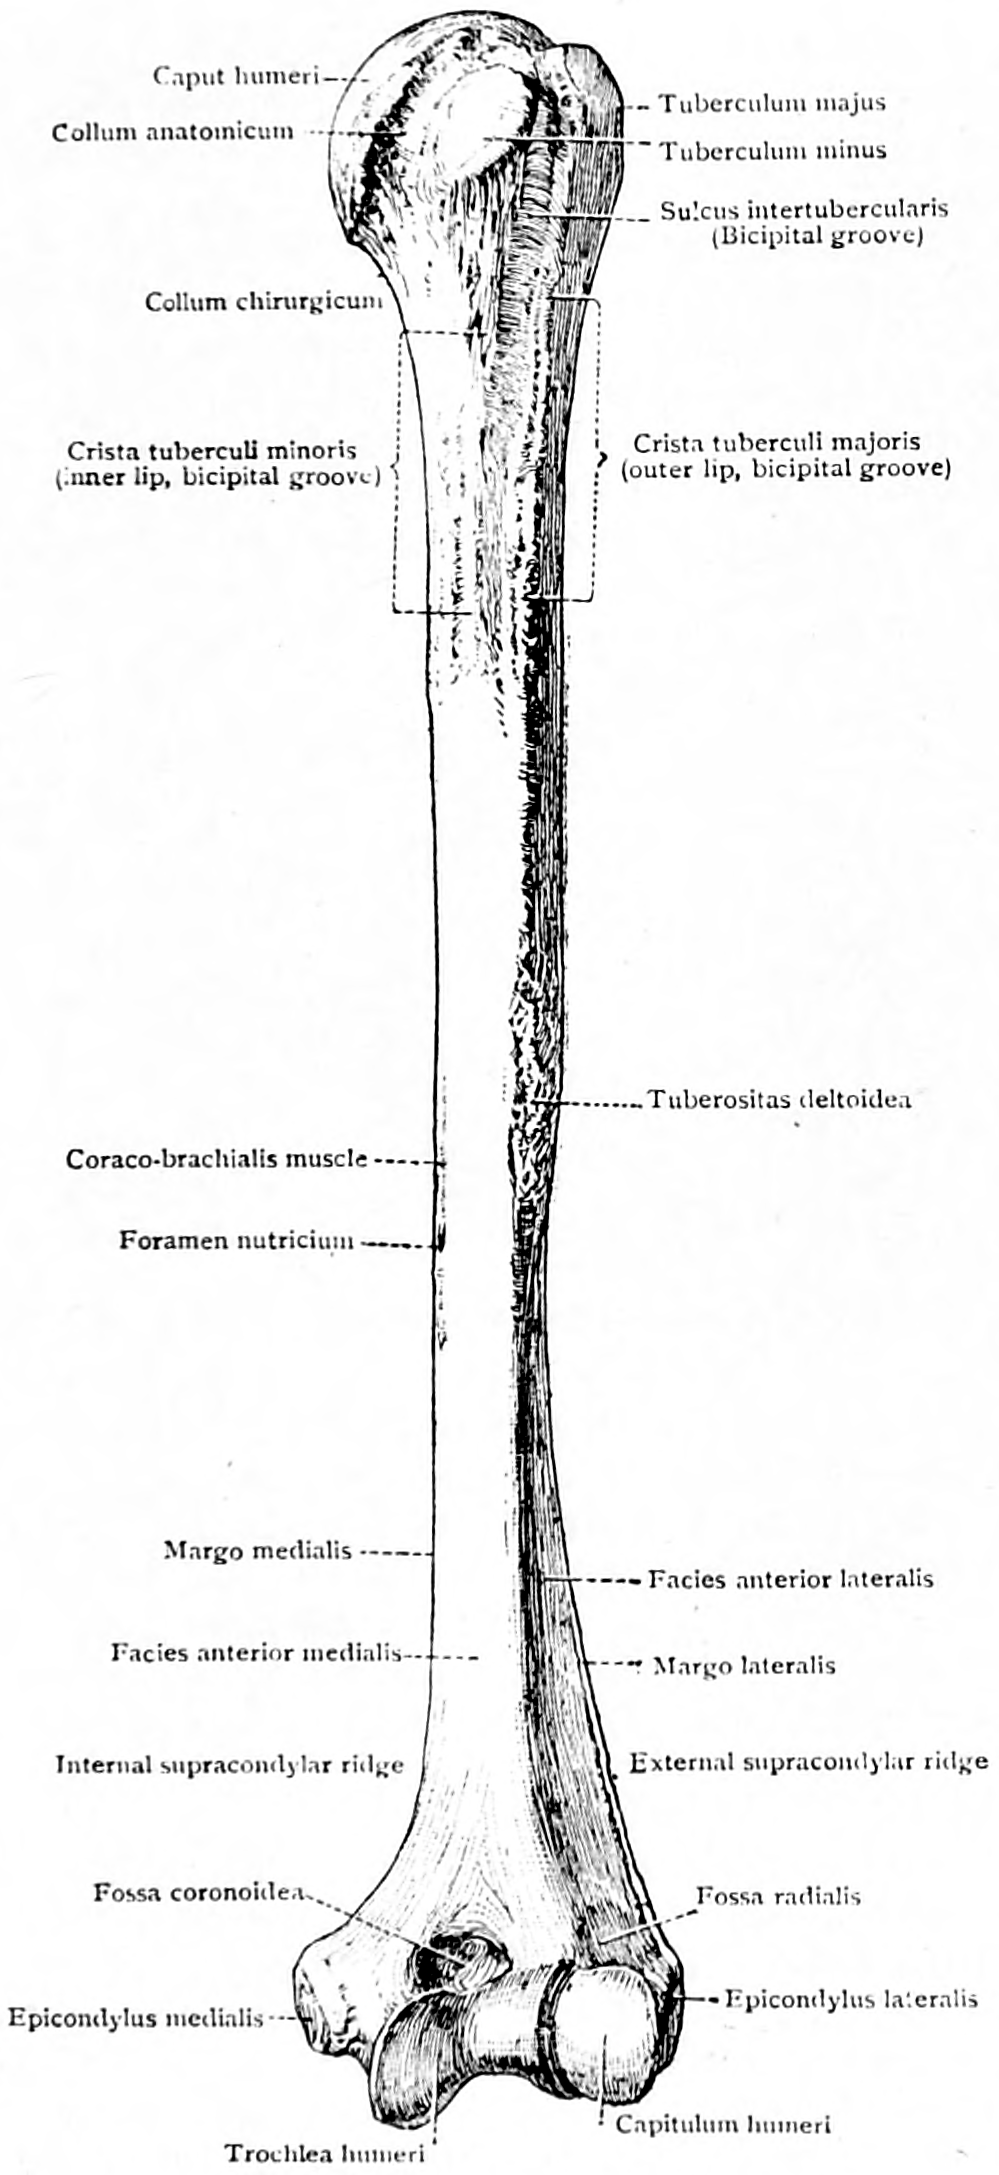 Caput humeri
Tuberculum majus
Collum anatomicum
Tuberculum minus
Sulcus intertubercularis
(Bicipital groove)
Collum chirurgicum
Crista tuberculi minoris
(inner lip, bicipital groove)
Crista tuberculi majoris
(outer lip, bicipital groove)
Tuberositas deltoidea
Coraco-brachialis muscle
Foramen nutricium
Margo medialis
Facies anterior lateralis
Facies anterior medialis
Margo lateralis
Internal supracondylar ridge
External supracondylar ridge
Fossa coronoidea
Fossa radialis
Epicondylus lateralis
Epicondylus medialis
Capitulum humeri
Trochlea humeri